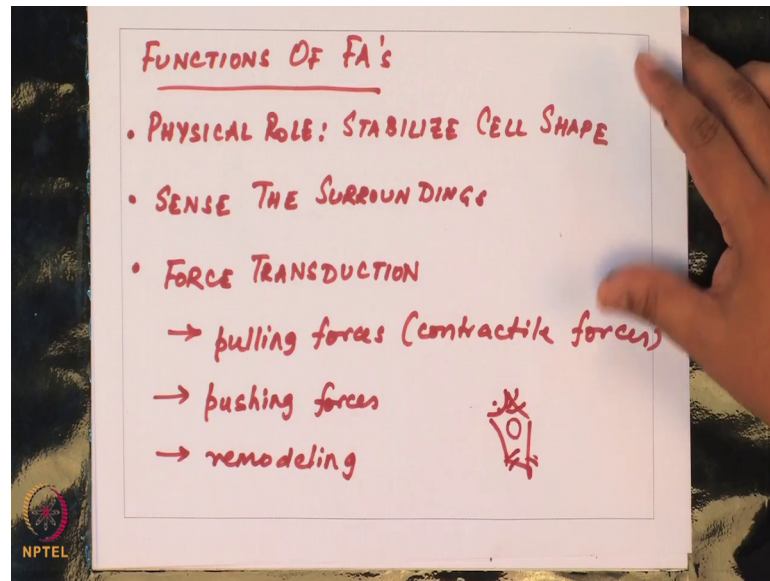 FUNCTIONS OF FA'S
• PHYSICAL ROLE: STABILIZE CELL SHAPE
• SENSE THE SURROUNDINGS
• FORCE TRANSDUCTION
→ pulling forces (contractile forces)
→ pushing forces
→ remodeling
NPTEL